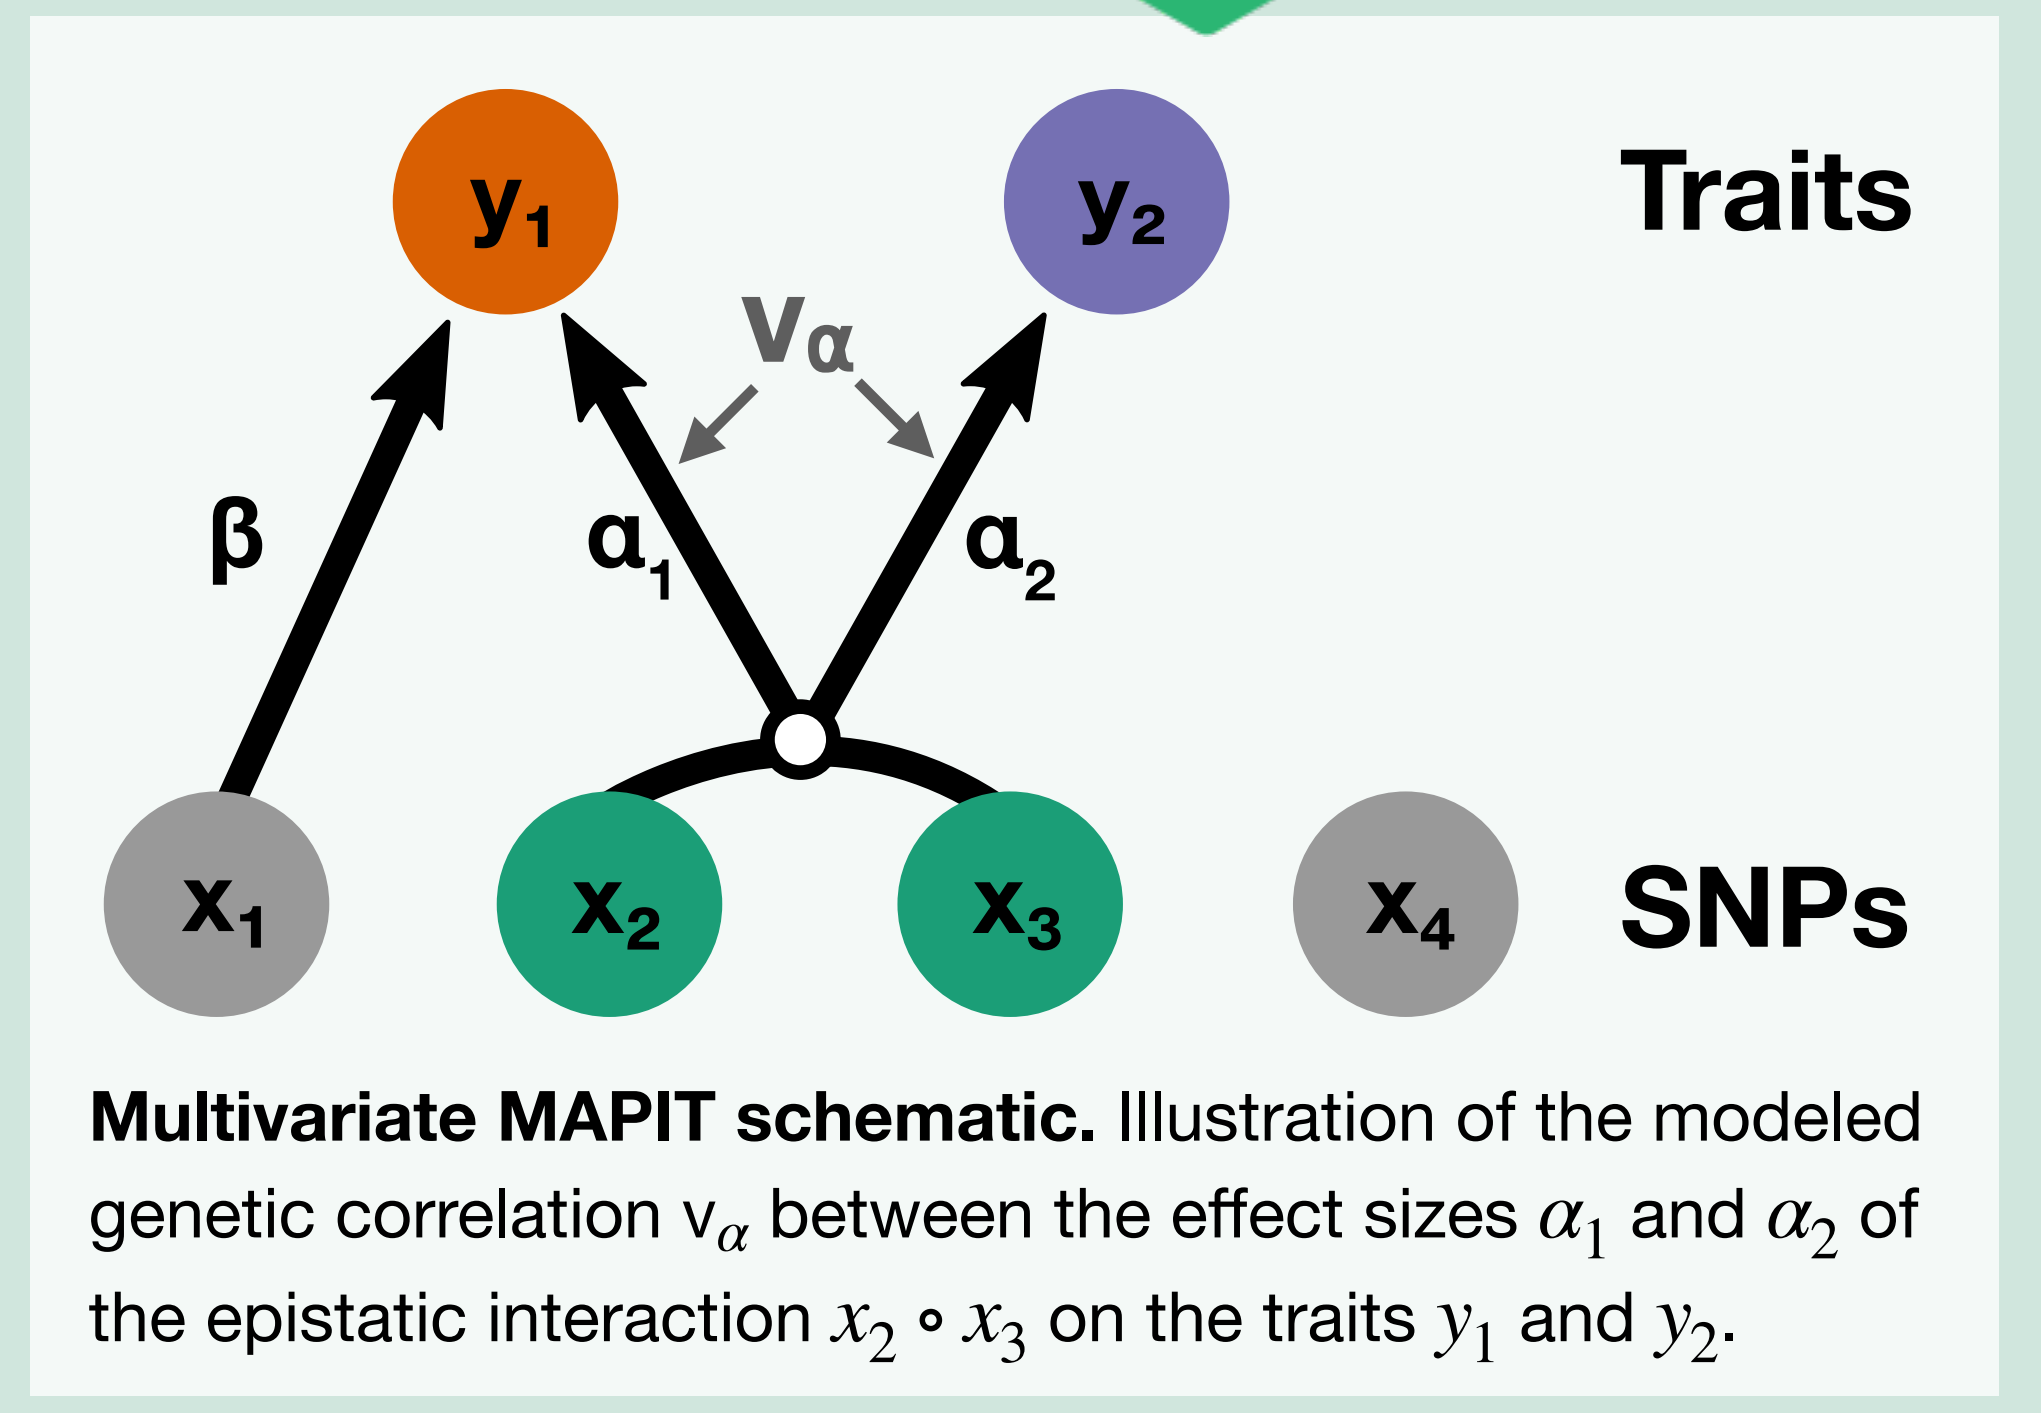 y₁
y₂
Traits
vα
β
α₁
α₂
x₁
x₂
x₃
x₄
SNPs
Multivariate MAPIT schematic. Illustration of the modeled
genetic correlation vα between the effect sizes α₁ and α₂ of
the epistatic interaction x₂ ∘ x₃ on the traits y₁ and y₂.